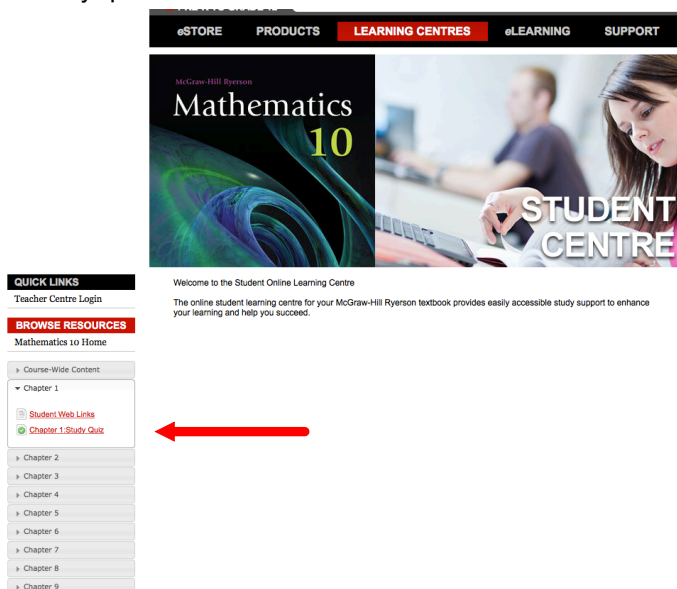 eSTORE PRODUCTS LEARNING CENTRES eLEARNING SUPPORT
McGraw-Hill Ryerson
Mathematics
10
STUDENT
CENTRE
QUICK LINKS
Teacher Centre Login
BROWSE RESOURCES
Mathematics 10 Home
Course-Wide Content
Chapter 1
Student Web Links
Chapter 1:Study Quiz
Chapter 2
Chapter 3
Chapter 4
Chapter 5
Chapter 6
Chapter 7
Chapter 8
Chapter 9
Welcome to the Student Online Learning Centre
The online student learning centre for your McGraw-Hill Ryerson textbook provides easily accessible study support to enhance
your learning and help you succeed.